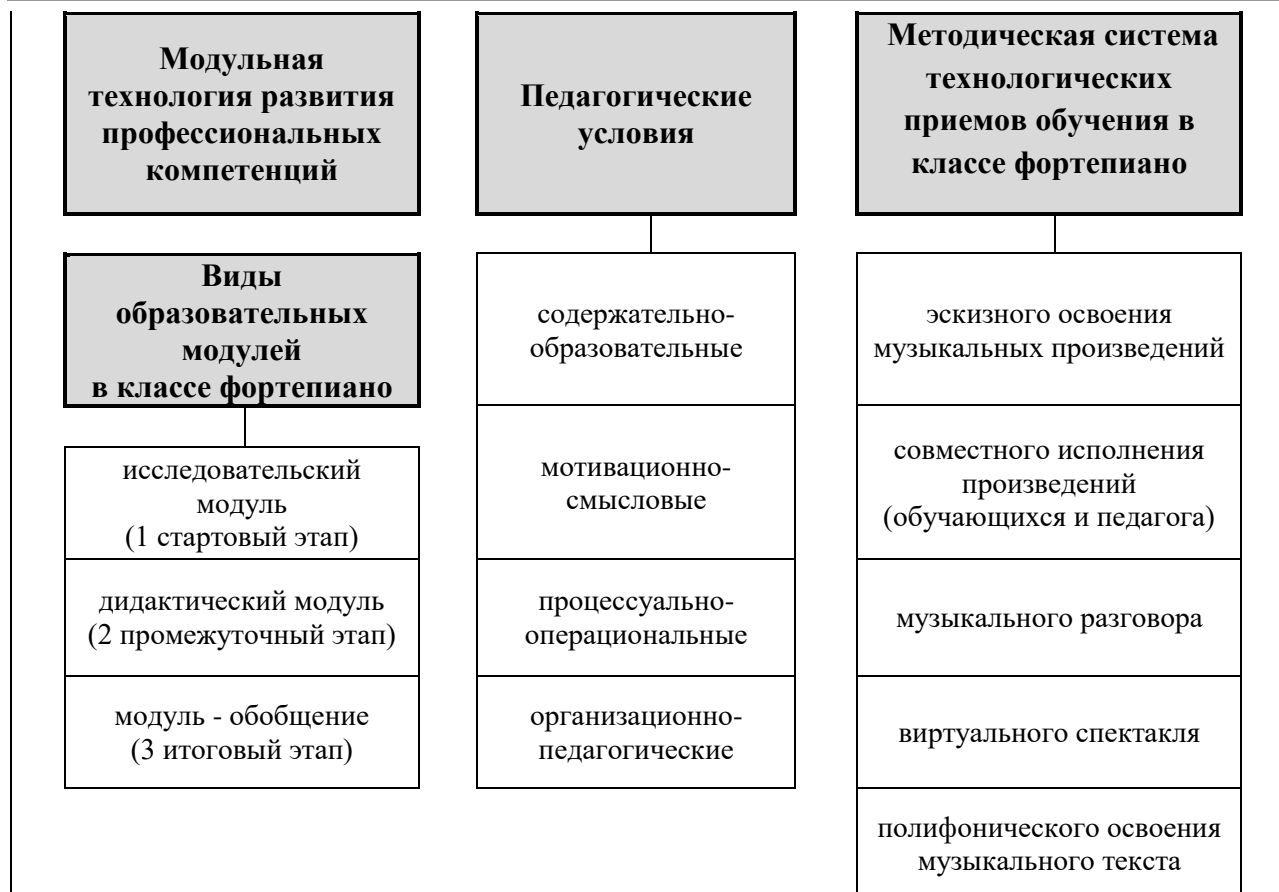 Модульная
технология развития
профессиональных
компетенций
Виды
образовательных
модулей
в классе фортепиано
исследовательский
модуль
(1 стартовый этап)
дидактический модуль
(2 промежуточный этап)
модуль - обобщение
(3 итоговый этап)
Педагогические
условия
содержательно-
образовательные
мотивационно-
смысловые
процессуально-
операциональные
организационно-
педагогические
Методическая система
технологических
приемов обучения в
классе фортепиано
эскизного освоения
музыкальных произведений
совместного исполнения
произведений
(обучающихся и педагога)
музыкального разговора
виртуального спектакля
полифонического освоения
музыкального текста